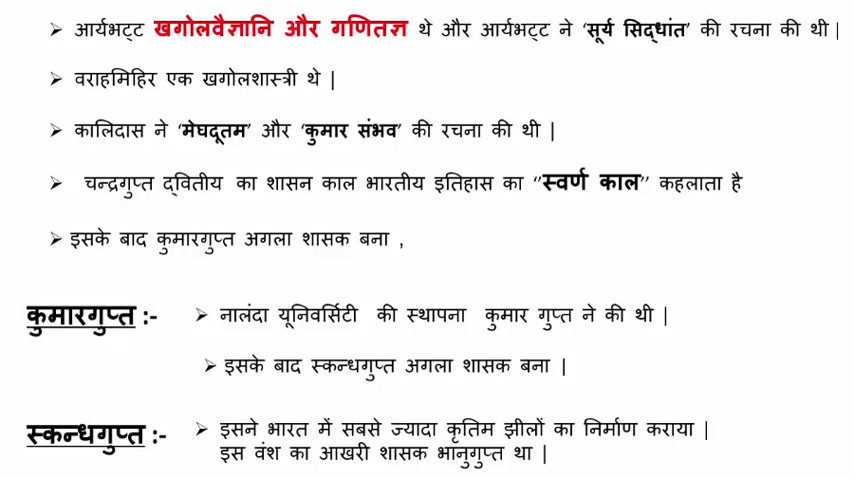 ➢ आर्यभट्ट खगोलवैज्ञानि और गणितज्ञ थे और आर्यभट्ट ने ‘सूर्य सिद्धांत’ की रचना की थी |
➢ वराहमिहिर एक खगोलशास्त्री थे |
➢ कालिदास ने ‘मेघदूतम’ और ‘कुमार संभव’ की रचना की थी |
➢ चन्द्रगुप्त द्वितीय का शासन काल भारतीय इतिहास का “स्वर्ण काल” कहलाता है
➢ इसके बाद कुमारगुप्त अगला शासक बना ,
कुमारगुप्त :- ➢ नालंदा यूनिवर्सिटी की स्थापना कुमार गुप्त ने की थी |
➢ इसके बाद स्कन्धगुप्त अगला शासक बना |
स्कन्धगुप्त :- ➢ इसने भारत में सबसे ज्यादा कृतिम झीलों का निर्माण कराया |
इस वंश का आखरी शासक भानुगुप्त था |